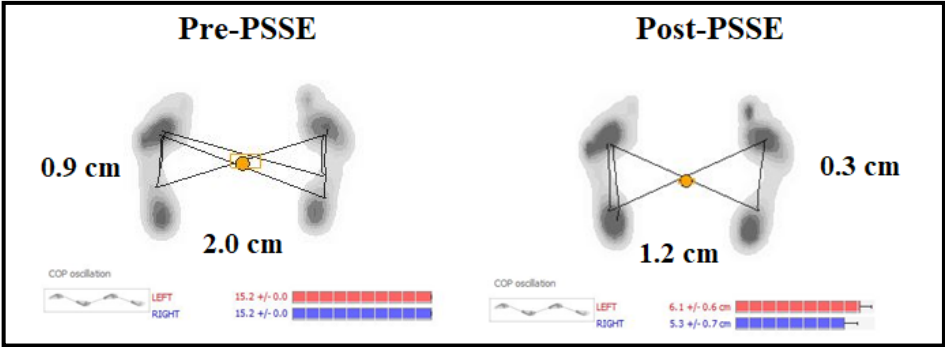 Pre-PSSE
0.9 cm
2.0 cm
COP oscillation
LEFT 15.2 +/- 0.0
RIGHT 15.2 +/- 0.0
Post-PSSE
0.3 cm
1.2 cm
COP oscillation
LEFT 6.1 +/- 0.6 cm
RIGHT 5.3 +/- 0.7 cm